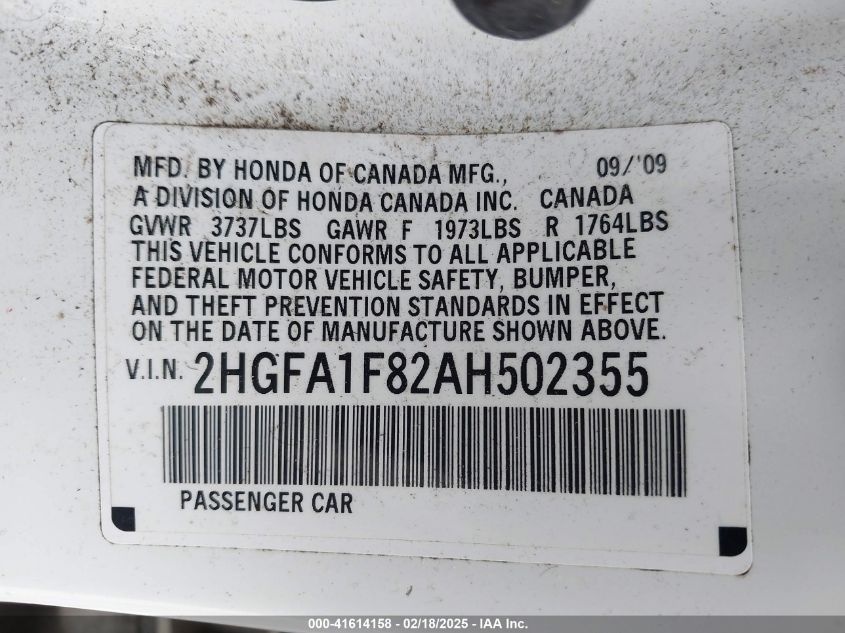 MFD. BY HONDA OF CANADA MFG., 09/'09
A DIVISION OF HONDA CANADA INC. CANADA
GVWR 3737LBS GAWR F 1973LBS R 1764LBS
THIS VEHICLE CONFORMS TO ALL APPLICABLE
FEDERAL MOTOR VEHICLE SAFETY, BUMPER,
AND THEFT PREVENTION STANDARDS IN EFFECT
ON THE DATE OF MANUFACTURE SHOWN ABOVE.
V.I.N. 2HGFA1F82AH502355
PASSENGER CAR
000-41614158 - 02/18/2025 - IAA Inc.